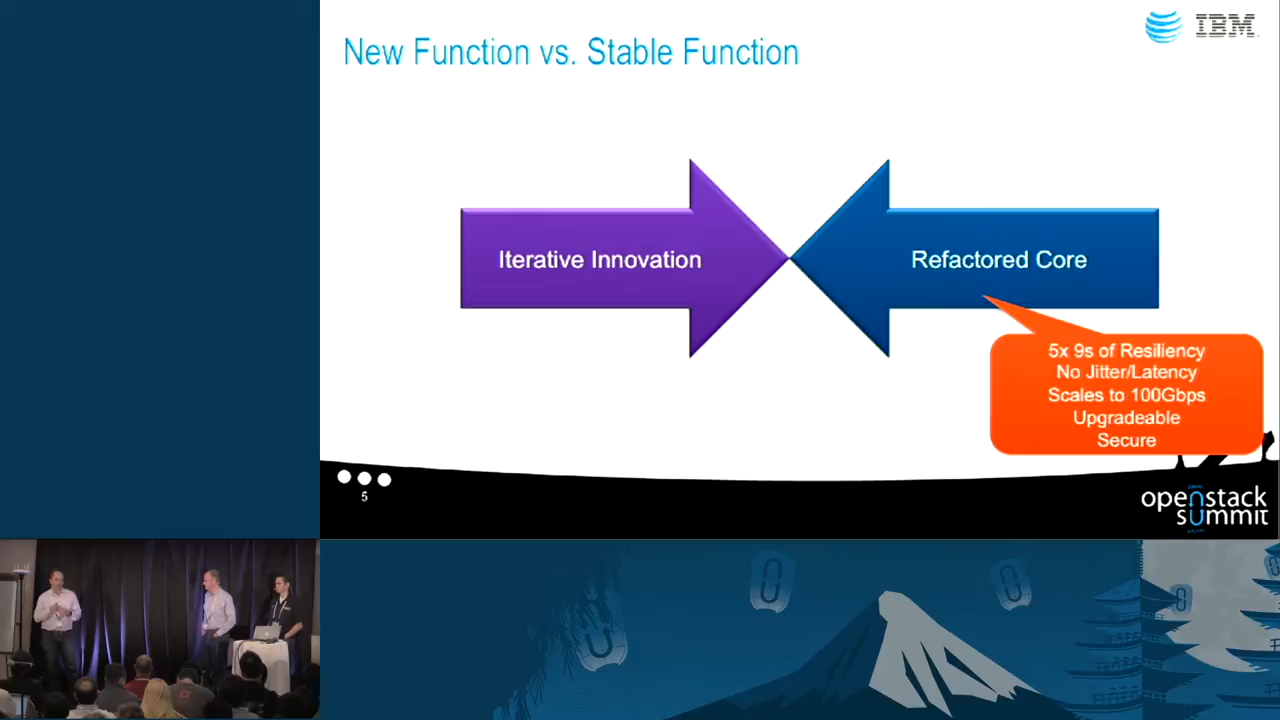 New Function vs. Stable Function
IBM
Iterative Innovation
Refactored Core
5x 9s of Resiliency
No Jitter/Latency
Scales to 100Gbps
Upgradeable
Secure
5
openstack
summit